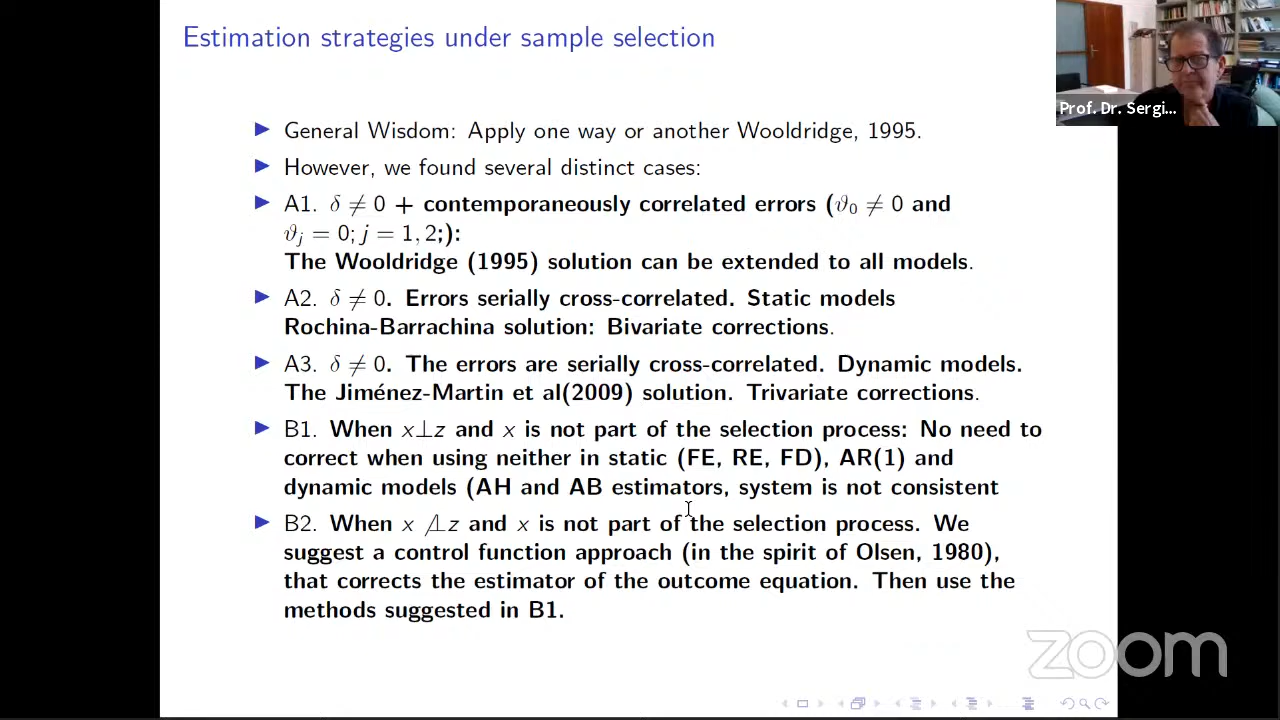 Estimation strategies under sample selection
Prof. Dr. Sergi...
General Wisdom: Apply one way or another Wooldridge, 1995.
However, we found several distinct cases:
A1. δ ≠ 0 + contemporaneously correlated errors (ϑ₀ ≠ 0 and
ϑⱼ = 0; j = 1, 2;):
The Wooldridge (1995) solution can be extended to all models.
A2. δ ≠ 0. Errors serially cross-correlated. Static models
Rochina-Barrachina solution: Bivariate corrections.
A3. δ ≠ 0. The errors are serially cross-correlated. Dynamic models.
The Jiménez-Martin et al(2009) solution. Trivariate corrections.
B1. When x⊥z and x is not part of the selection process: No need to
correct when using neither in static (FE, RE, FD), AR(1) and
dynamic models (AH and AB estimators, system is not consistent
B2. When x ⊥̸ z and x is not part of the selection process. We
suggest a control function approach (in the spirit of Olsen, 1980),
that corrects the estimator of the outcome equation. Then use the
methods suggested in B1.
zoom